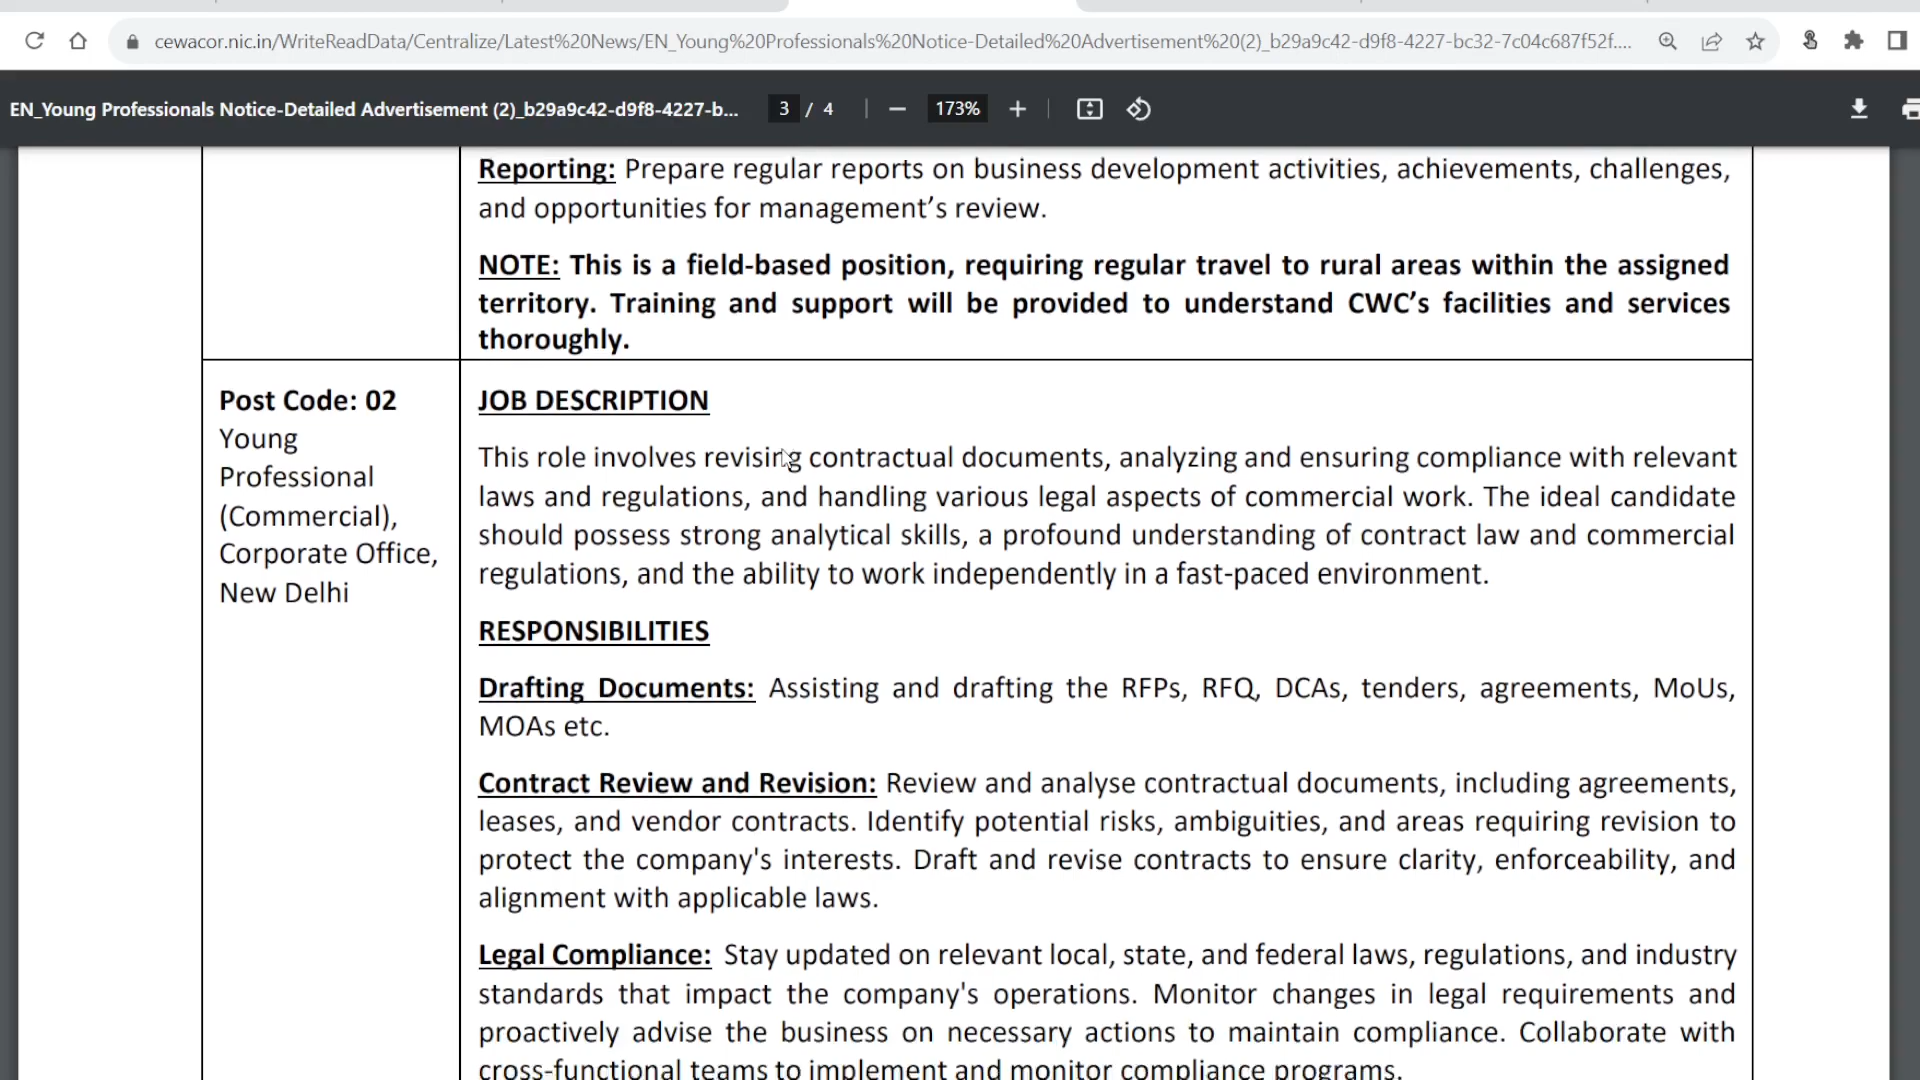 cewacor.nic.in/WriteReadData/Centralize/Latest%20News/EN_Young%20Professionals%20Notice-Detailed%20Advertisement%20(2)_b29a9c42-d9f8-4227-bc32-7c04c687f52f....
EN_Young Professionals Notice-Detailed Advertisement (2)_b29a9c42-d9f8-4227-b... 3 / 4 173%
Reporting: Prepare regular reports on business development activities, achievements, challenges,
and opportunities for management’s review.
NOTE: This is a field-based position, requiring regular travel to rural areas within the assigned
territory. Training and support will be provided to understand CWC’s facilities and services
thoroughly.
Post Code: 02
Young
Professional
(Commercial),
Corporate Office,
New Delhi
JOB DESCRIPTION
This role involves revising contractual documents, analyzing and ensuring compliance with relevant
laws and regulations, and handling various legal aspects of commercial work. The ideal candidate
should possess strong analytical skills, a profound understanding of contract law and commercial
regulations, and the ability to work independently in a fast-paced environment.
RESPONSIBILITIES
Drafting Documents: Assisting and drafting the RFPs, RFQ, DCAs, tenders, agreements, MoUs,
MOAs etc.
Contract Review and Revision: Review and analyse contractual documents, including agreements,
leases, and vendor contracts. Identify potential risks, ambiguities, and areas requiring revision to
protect the company's interests. Draft and revise contracts to ensure clarity, enforceability, and
alignment with applicable laws.
Legal Compliance: Stay updated on relevant local, state, and federal laws, regulations, and industry
standards that impact the company's operations. Monitor changes in legal requirements and
proactively advise the business on necessary actions to maintain compliance. Collaborate with
cross-functional teams to implement and monitor compliance programs.